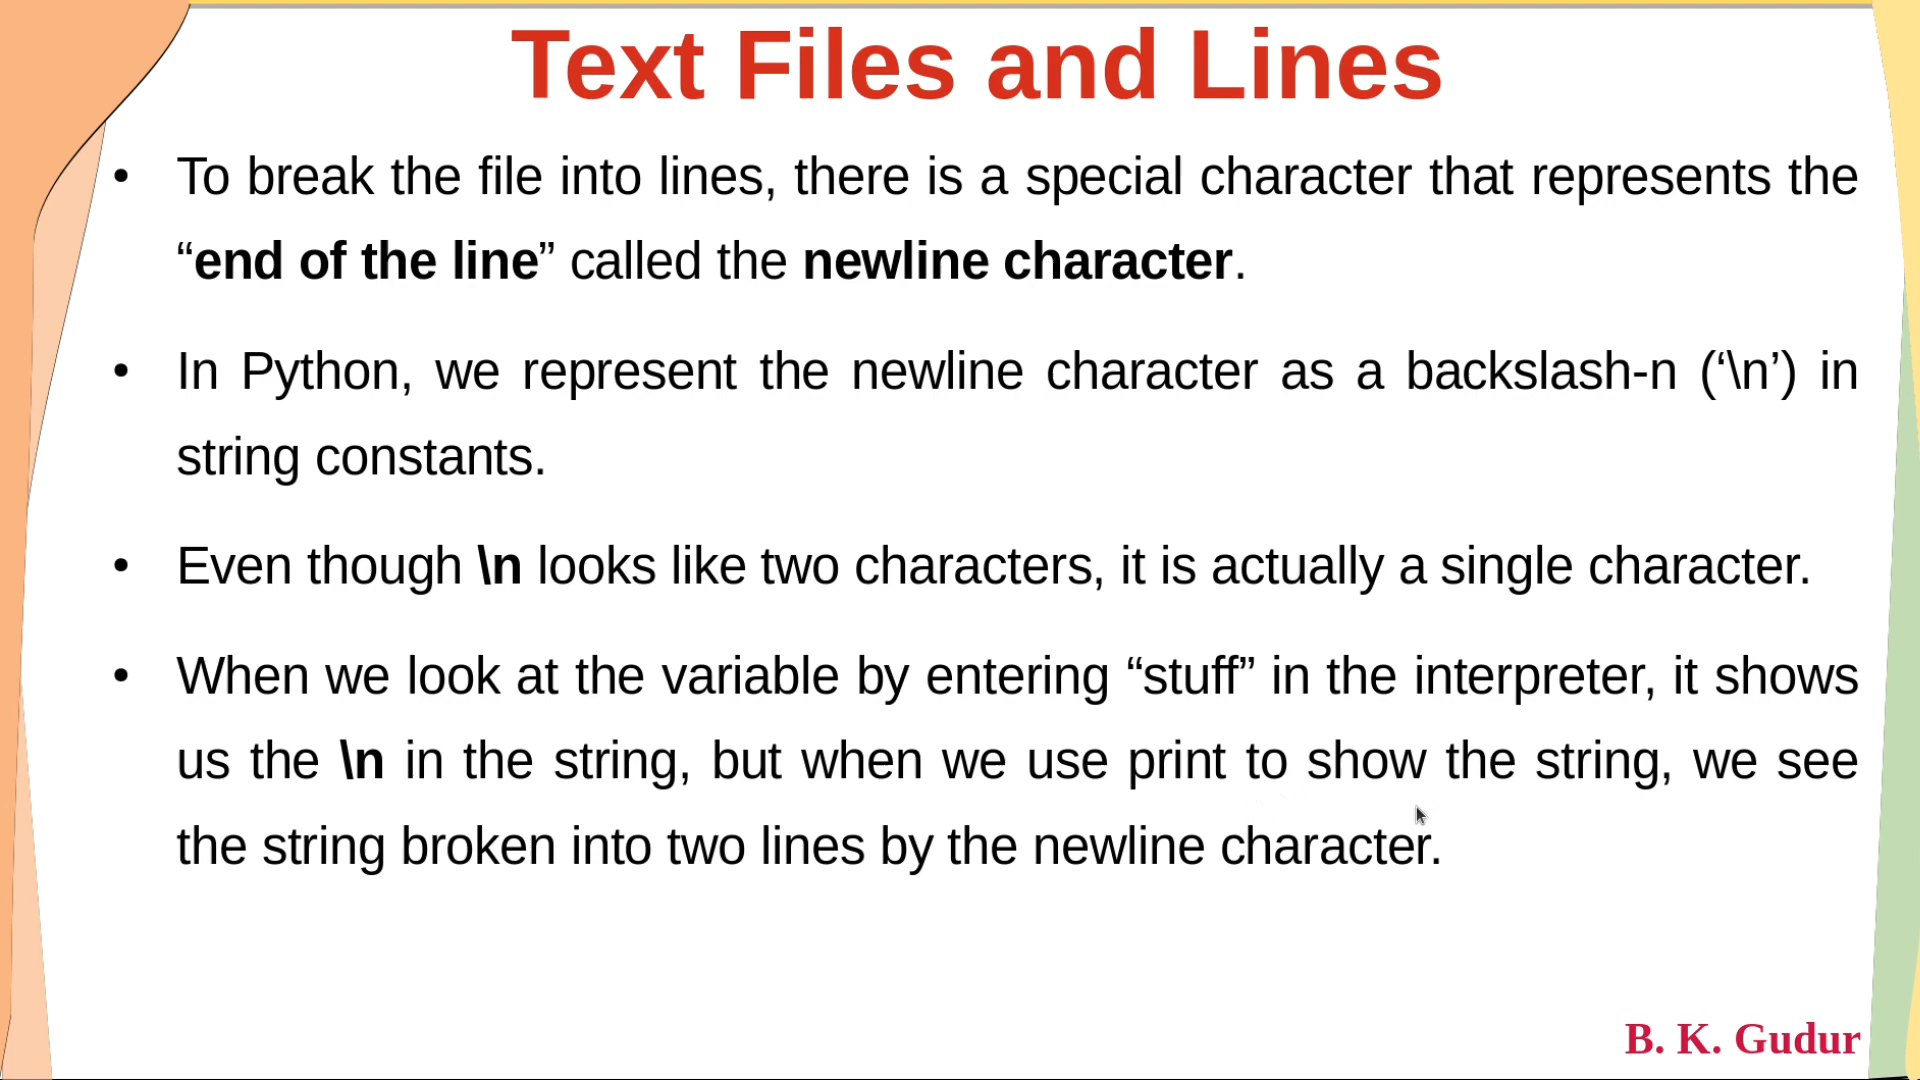 Text Files and Lines
• To break the file into lines, there is a special character that represents the
“end of the line” called the newline character.
• In Python, we represent the newline character as a backslash-n (‘\n’) in
string constants.
• Even though \n looks like two characters, it is actually a single character.
• When we look at the variable by entering “stuff” in the interpreter, it shows
us the \n in the string, but when we use print to show the string, we see
the string broken into two lines by the newline character.
B. K. Gudur